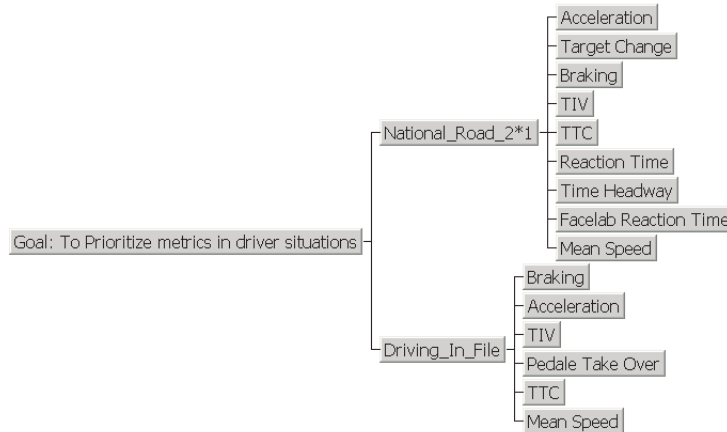 Goal: To Prioritize metrics in driver situations
National_Road_2*1
Acceleration
Target Change
Braking
TIV
TTC
Reaction Time
Time Headway
Facelab Reaction Time
Mean Speed
Driving_In_File
Braking
Acceleration
TIV
Pedale Take Over
TTC
Mean Speed